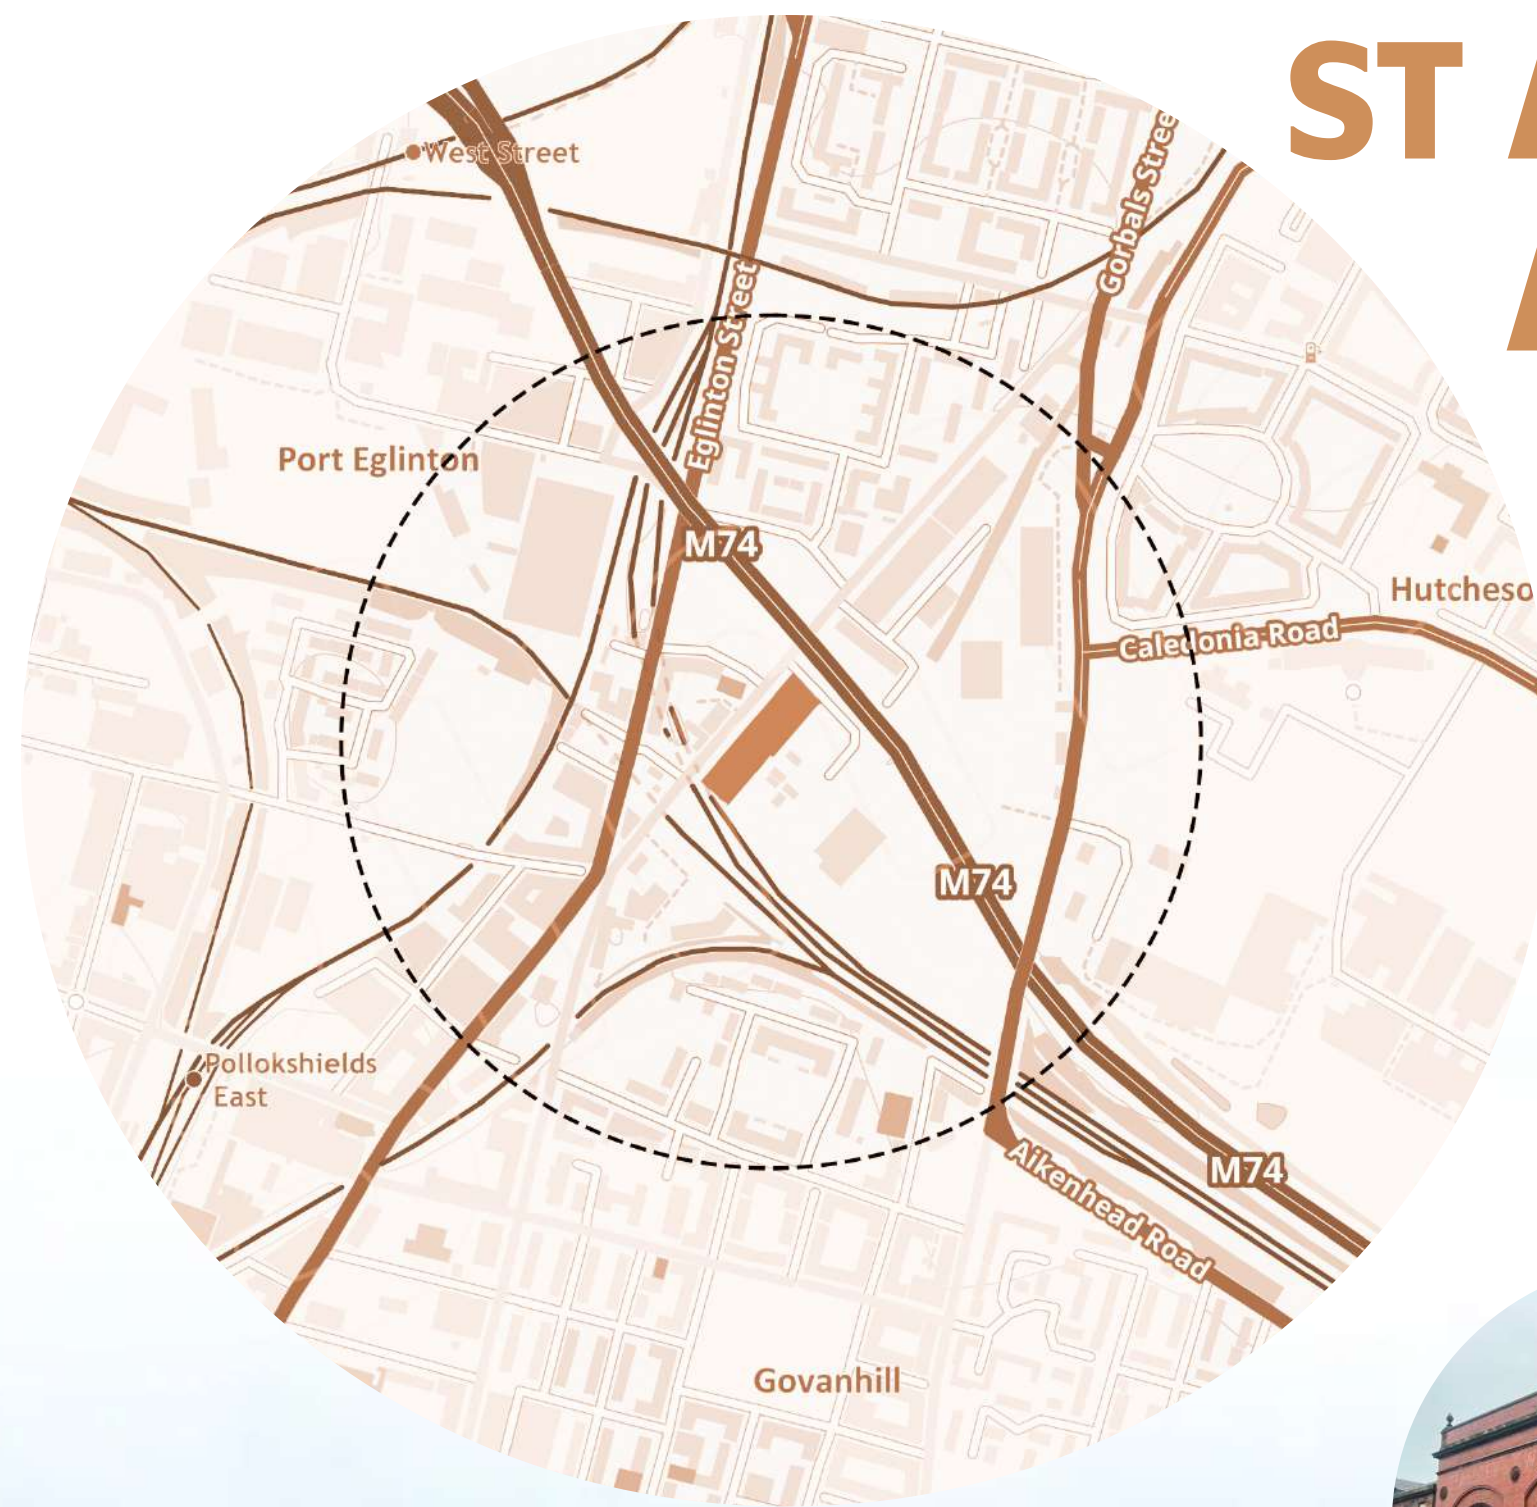 ST
West Street
Gorbals Stree
Eglinton Street
Port Eglinton
M74
Hutcheso
Caledonia Road
M74
Pollokshields
East
Aikenhead Road
M74
Govanhill